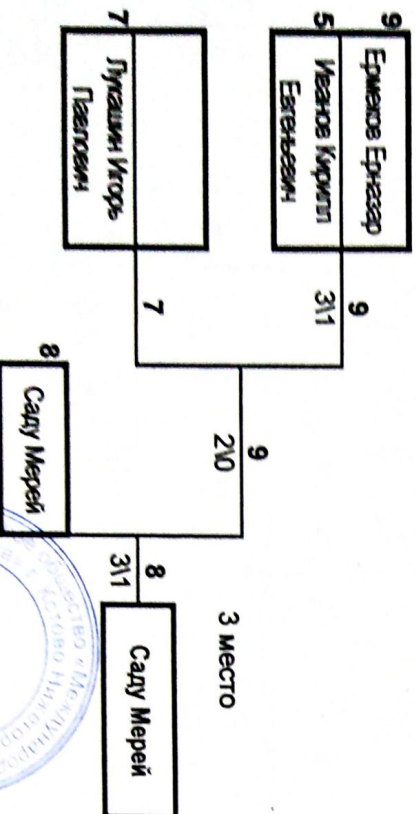 9
Ермеков Ерназар
5
Иванов Кирилл
Евгеньевич
9
3\1
7
Лукашин Игорь
Павлович
7
9
2\0
8
Саду Мерей
8
3\1
3 место
Саду Мерей